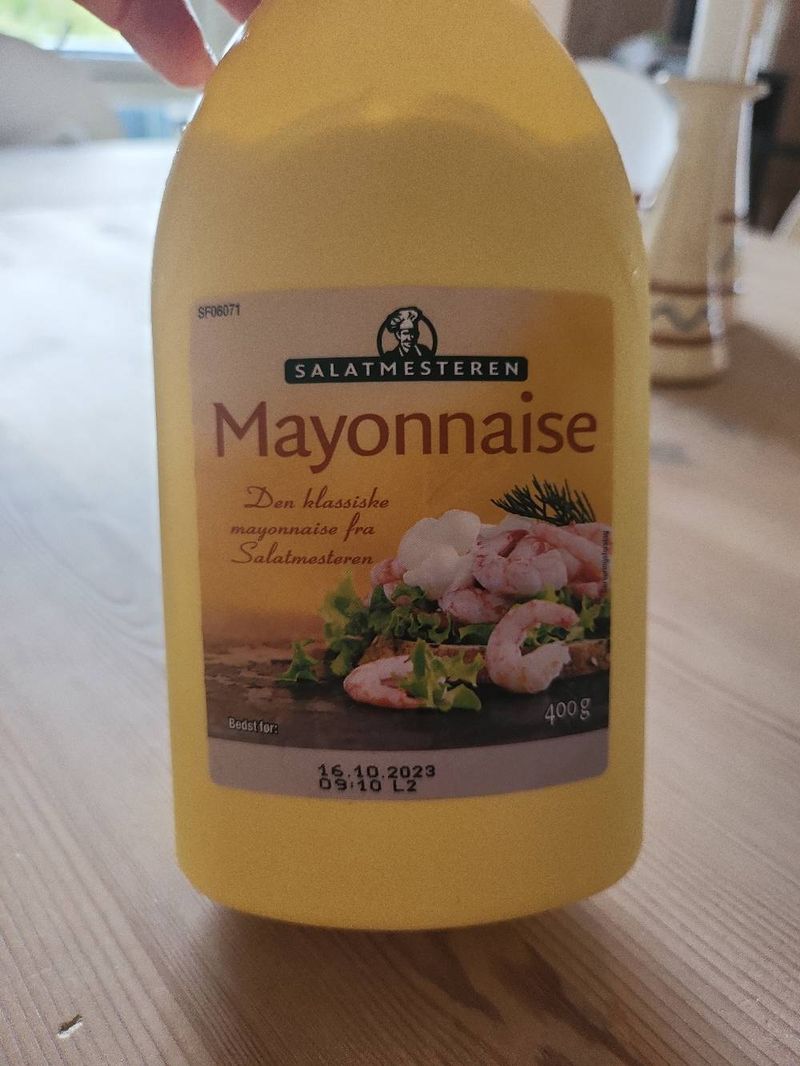 SF06071
SALATMESTEREN
Mayonnaise
Den klassiske
mayonnaise fra
Salatmesteren
400g
Bedst før:
16.10.2023
09:10 L2